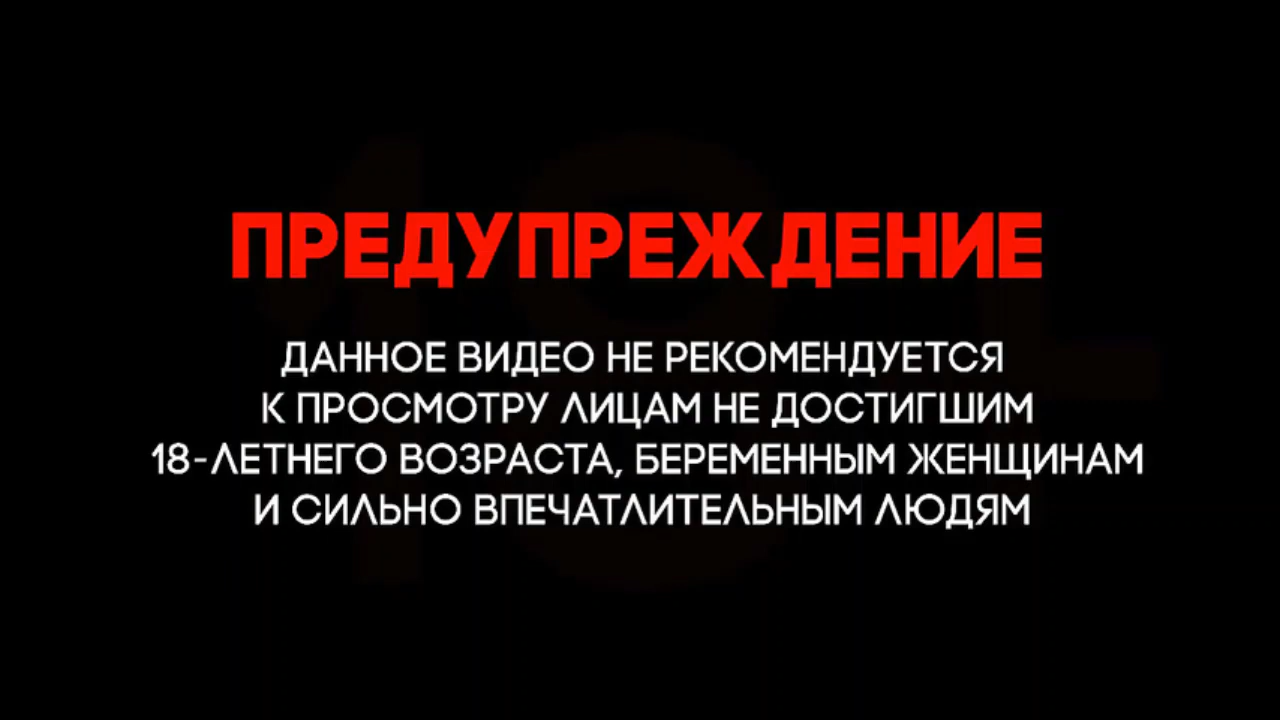 ПРЕДУПРЕЖДЕНИЕ
ДАННОЕ ВИДЕО НЕ РЕКОМЕНДУЕТСЯ
К ПРОСМОТРУ ЛИЦАМ НЕ ДОСТИГШИМ
18-ЛЕТНЕГО ВОЗРАСТА, БЕРЕМЕННЫМ ЖЕНЩИНАМ
И СИЛЬНО ВПЕЧАТЛИТЕЛЬНЫМ ЛЮДЯМ